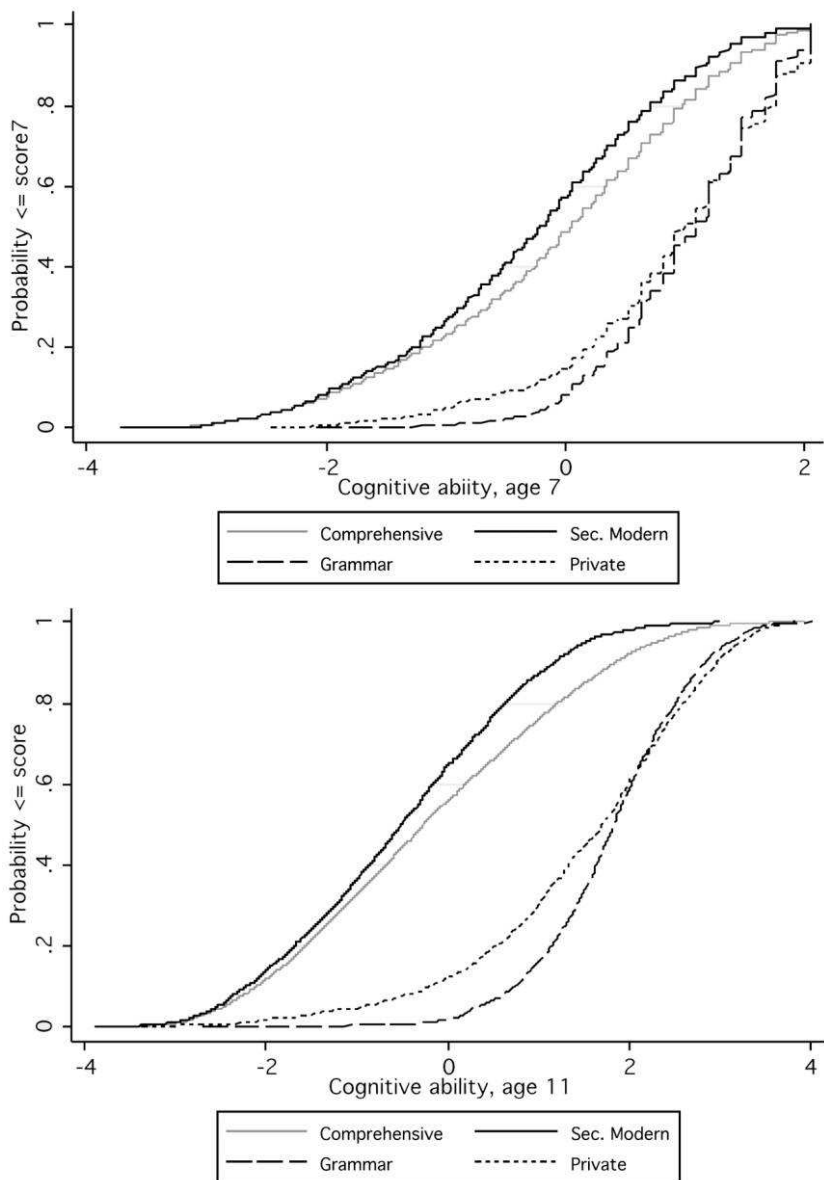 1
.8
.6
.4
.2
0
Probability <= score7
-4 -2 0 2
Cognitive abiity, age 7
Comprehensive Sec. Modern
Grammar Private
1
.8
.6
.4
.2
0
Probability <= score
-4 -2 0 2 4
Cognitive ability, age 11
Comprehensive Sec. Modern
Grammar Private